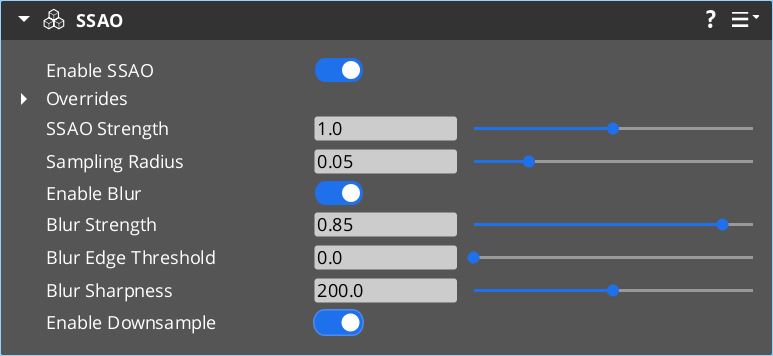 SSAO ?
Enable SSAO
Overrides
SSAO Strength 1.0
Sampling Radius 0.05
Enable Blur
Blur Strength 0.85
Blur Edge Threshold 0.0
Blur Sharpness 200.0
Enable Downsample